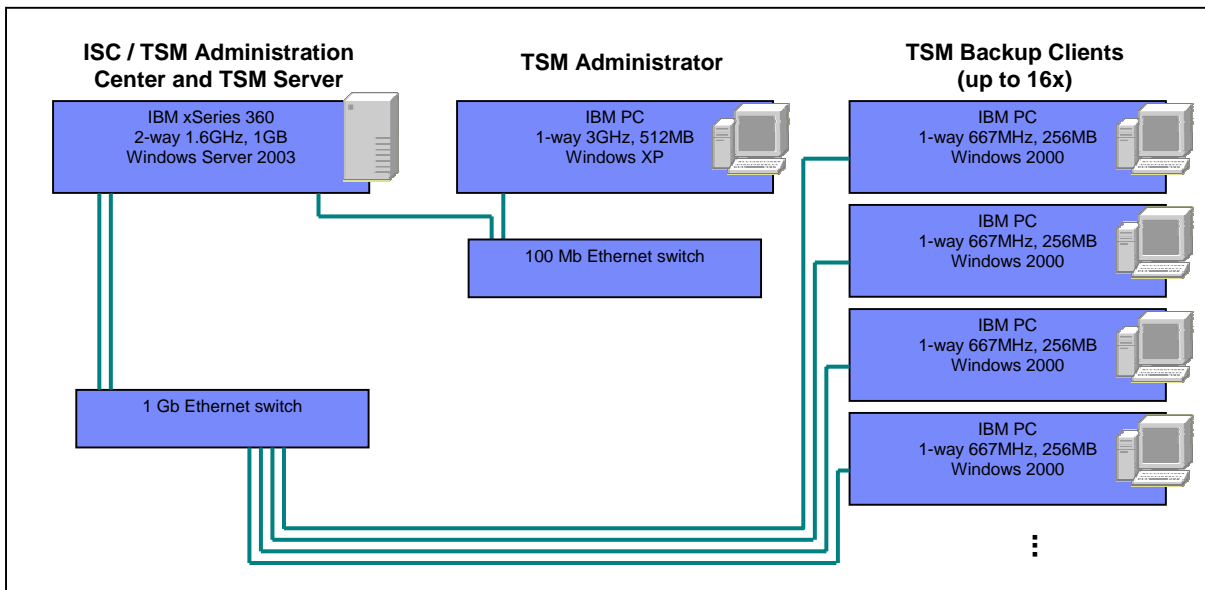 ISC / TSM Administration
Center and TSM Server
IBM xSeries 360
2-way 1.6GHz, 1GB
Windows Server 2003
TSM Administrator
IBM PC
1-way 3GHz, 512MB
Windows XP
100 Mb Ethernet switch
1 Gb Ethernet switch
TSM Backup Clients
(up to 16x)
IBM PC
1-way 667MHz, 256MB
Windows 2000
IBM PC
1-way 667MHz, 256MB
Windows 2000
IBM PC
1-way 667MHz, 256MB
Windows 2000
IBM PC
1-way 667MHz, 256MB
Windows 2000
...